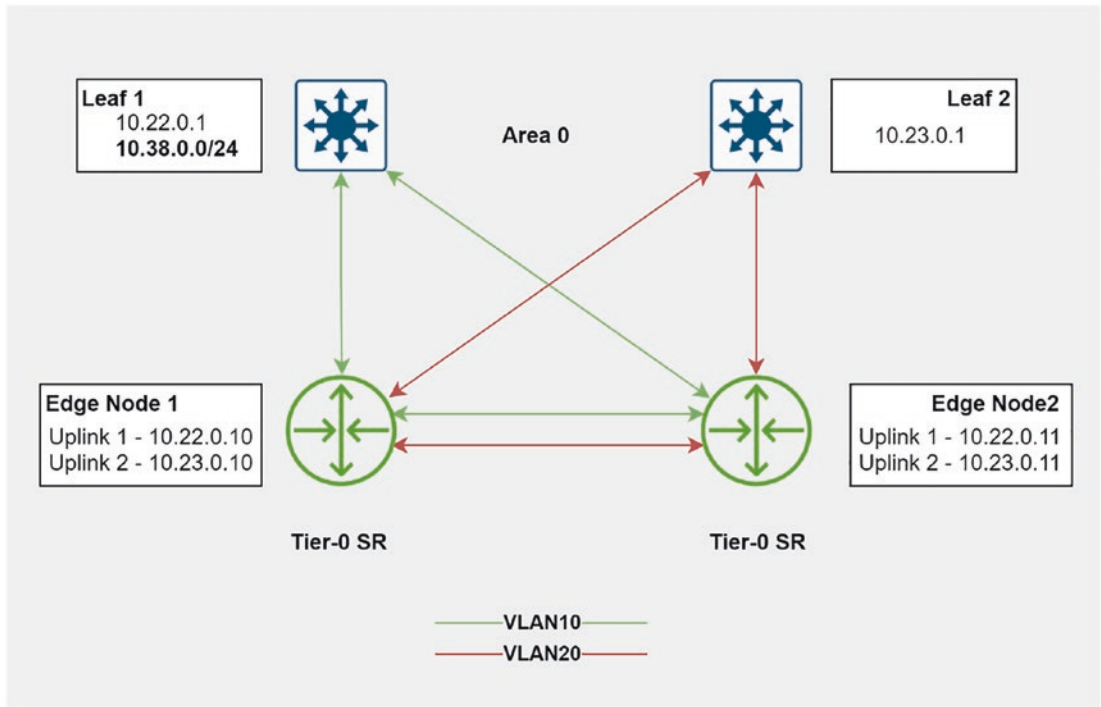 Leaf 1
10.22.0.1
10.38.0.0/24
Area 0
Leaf 2
10.23.0.1
Edge Node 1
Uplink 1 - 10.22.0.10
Uplink 2 - 10.23.0.10
Edge Node2
Uplink 1 - 10.22.0.11
Uplink 2 - 10.23.0.11
Tier-0 SR
Tier-0 SR
VLAN10
VLAN20